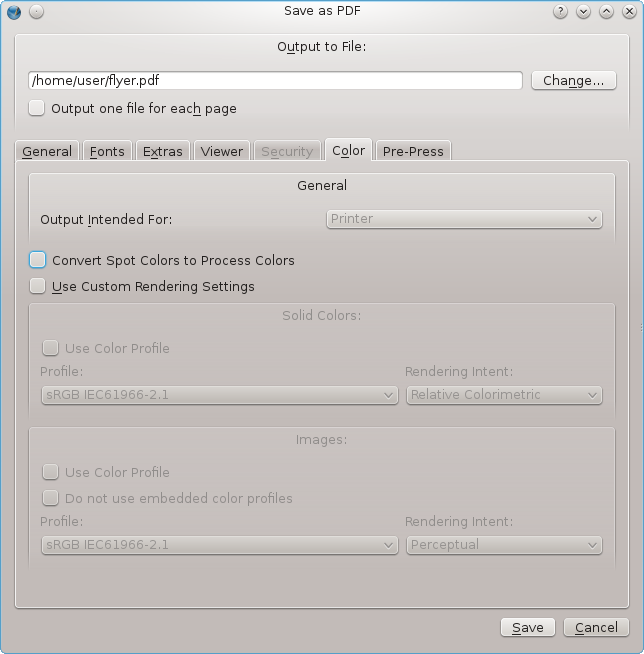 Save as PDF
Output to File:
/home/user/flyer.pdf
Change...
Output one file for each page
General Fonts Extras Viewer Security Color Pre-Press
General
Output Intended For: Printer
Convert Spot Colors to Process Colors
Use Custom Rendering Settings
Solid Colors:
Use Color Profile
Profile: Rendering Intent:
sRGB IEC61966-2.1 Relative Colorimetric
Images:
Use Color Profile
Do not use embedded color profiles
Profile: Rendering Intent:
sRGB IEC61966-2.1 Perceptual
Save Cancel